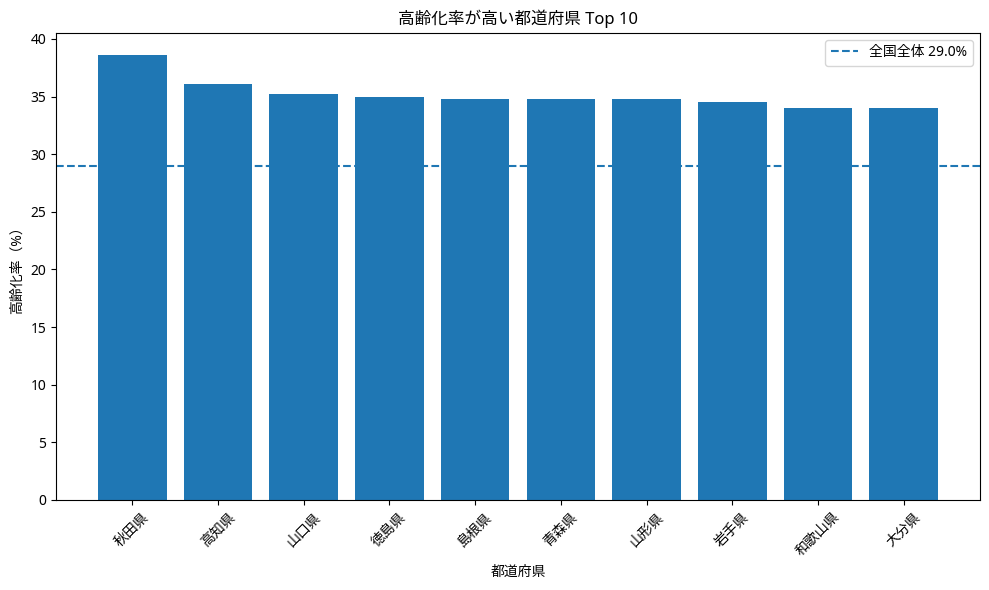 高齢化率が高い都道府県 Top 10
全国全体 29.0%
高齢化率（%）
40
35
30
25
20
15
10
5
0
秋田県
高知県
山口県
徳島県
島根県
青森県
山形県
岩手県
和歌山県
大分県
都道府県